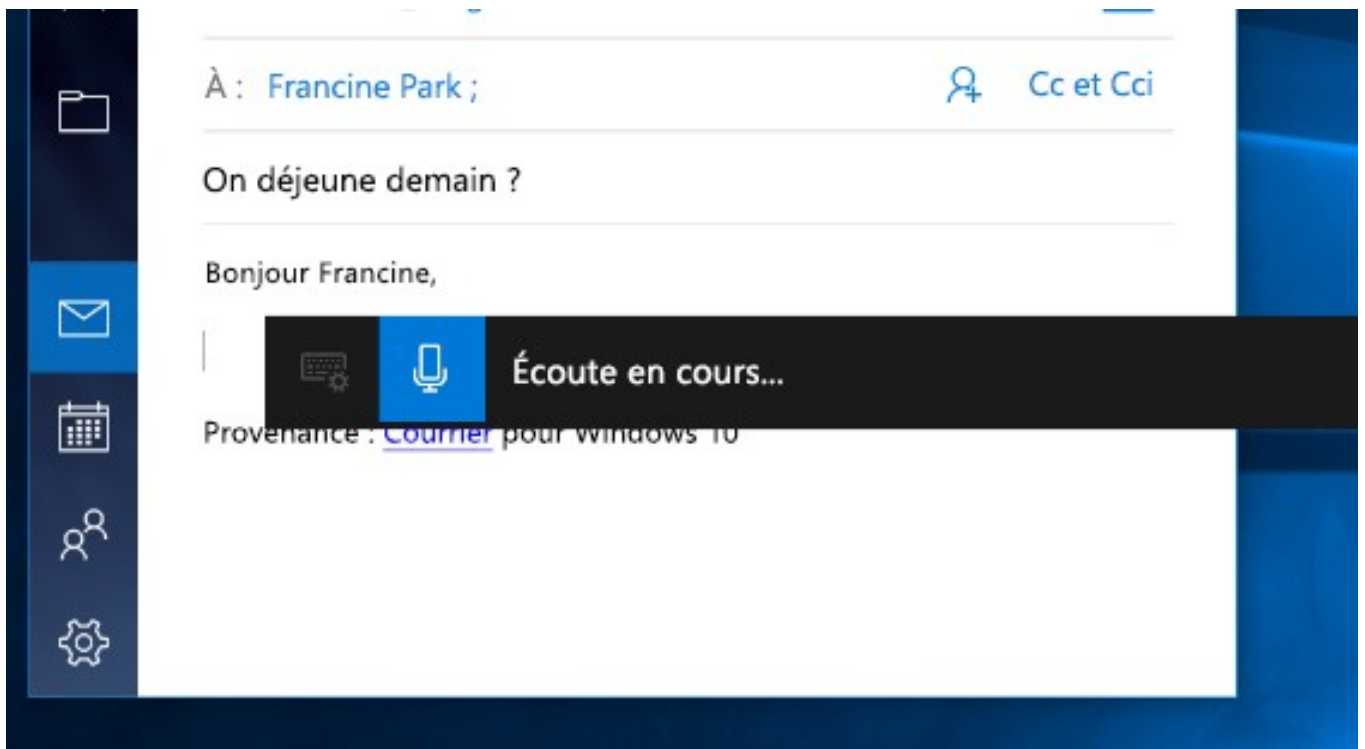 À : Francine Park ; Cc et Cci
On déjeune demain ?
Bonjour Francine,
Écoute en cours...
Provenance : Courrier pour Windows 10